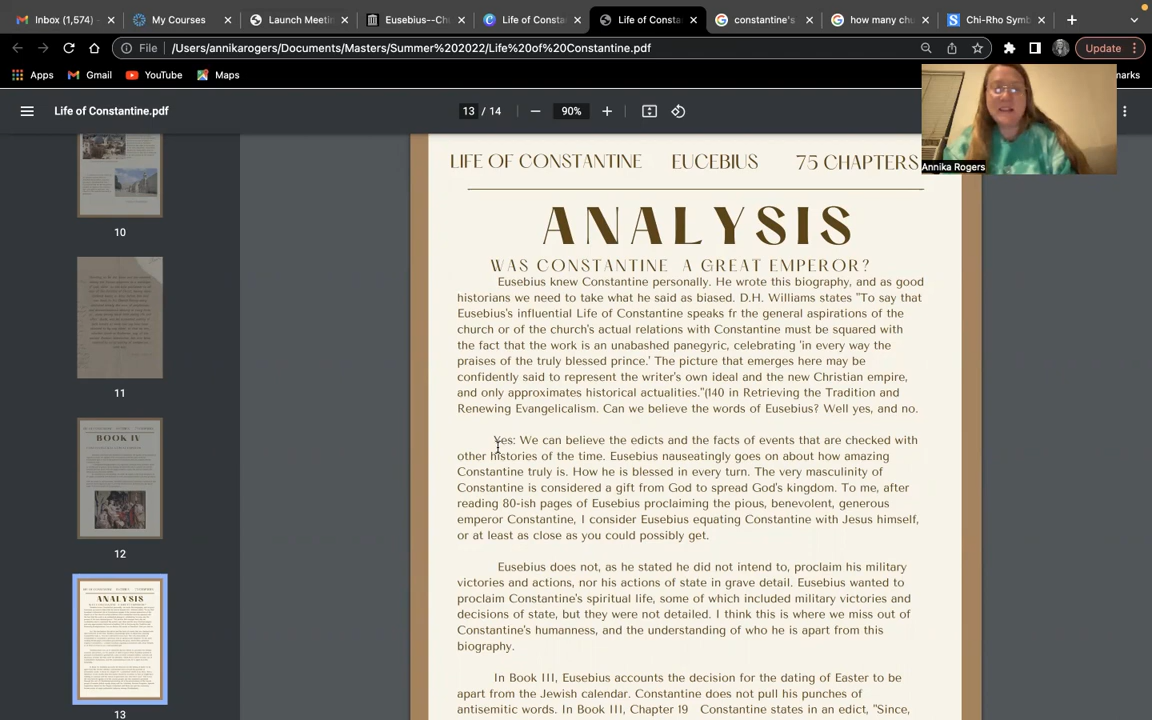 Inbox (1,574)
My Courses
Launch Meeti
Eusebius--Chu
Life of Consta
Life of Consta
constantine's
how many chu
Chi-Rho Symb
File /Users/annikarogers/Documents/Masters/Summer%202022/Life%20of%20Constantine.pdf
Update
Apps
Gmail
YouTube
Maps
marks
Life of Constantine.pdf
13 / 14
90%
Annika Rogers
10
11
BOOK IV
12
ANALYSIS
13
LIFE OF CONSTANTINE EUCEBIUS 75 CHAPTERS
ANALYSIS
WAS CONSTANTINE A GREAT EMPEROR?
Eusebius knew Constantine personally. He wrote this biography, and as good
historians we need to take what he said as biased. D.H. Williams states "To say that
Eusebius's influential Life of Constantine speaks fr the general aspirations of the
church or of the church's actual relations with Constantine must be squared with
the fact that the work is an unabashed panegyric, celebrating 'in every way the
praises of the truly blessed prince.' The picture that emerges here may be
confidently said to represent the writer's own ideal and the new Christian empire,
and only approximates historical actualities."(140 in Retrieving the Tradition and
Renewing Evangelicalism. Can we believe the words of Eusebius? Well yes, and no.
Yes: We can believe the edicts and the facts of events that are checked with
other histories of the time. Eusebius nauseatingly goes on about how amazing
Constantine truly is. How he is blessed in every turn. The very masculinity of
Constantine is considered a gift from God to spread God's kingdom. To me, after
reading 80-ish pages of Eusebius proclaiming the pious, benevolent, generous
emperor Constantine, I consider Eusebius equating Constantine with Jesus himself,
or at least as close as you could possibly get.
Eusebius does not, as he stated he did not intend to, proclaim his military
victories and actions, nor his actions of state in grave detail. Eusebius wanted to
proclaim Constantine's spiritual life, some of which included military victories and
decisions of state, but they were not detailed. I think this is where we miss out of
Constantine's humanness, and the understanding of who he is apart from this
biography.
In Book III, Eusebius accounts the decision for the dating of Easter to be
apart from the Jewish calendar. Constantine does not pull his punches of
antisemitic words. In Book III, Chapter 19 Constantine states in an edict, "Since,